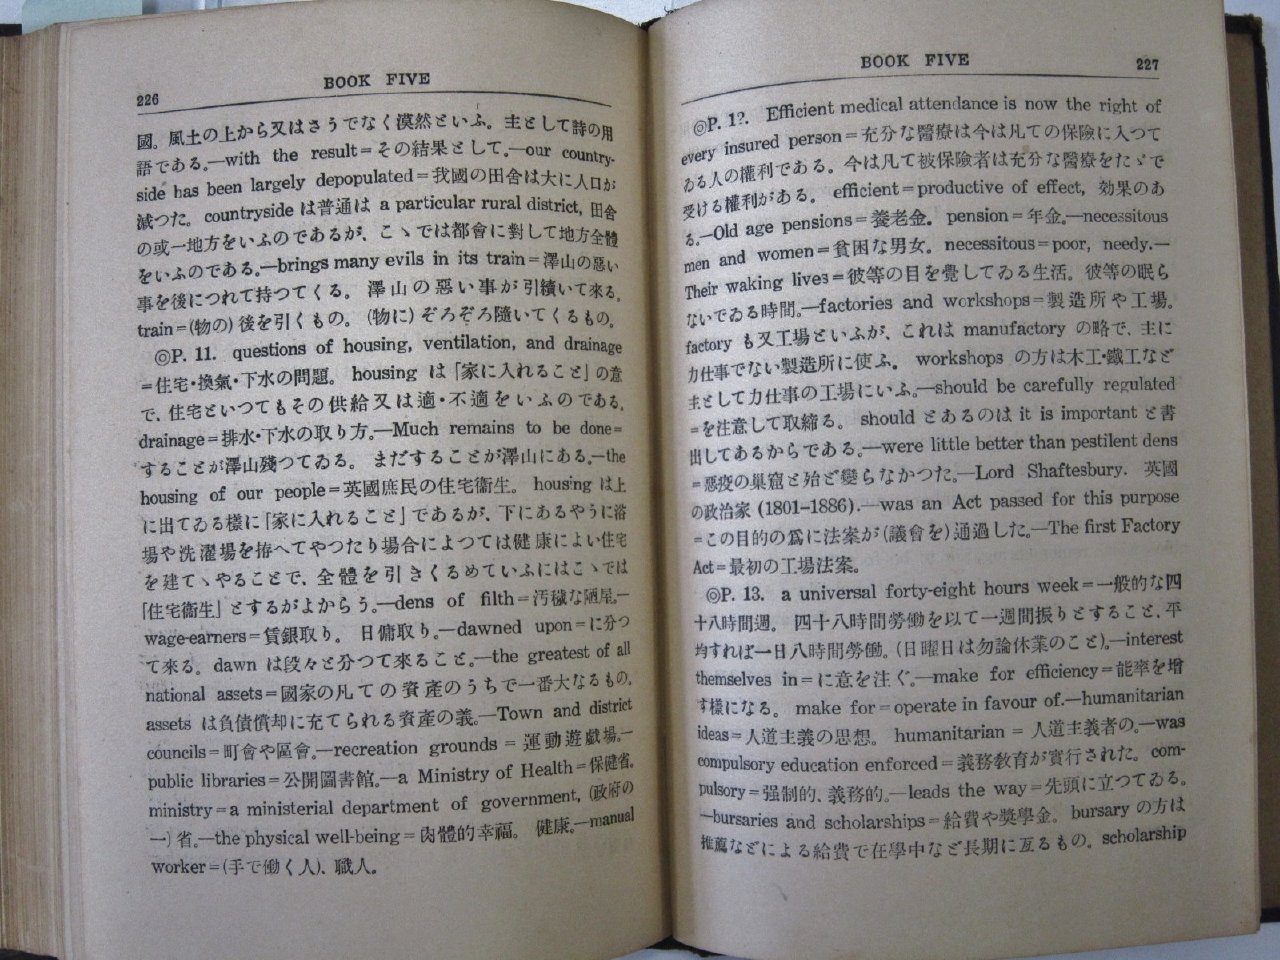 226
BOOK FIVE
國。風土の上から又はさうでなく漠然といふ。主として詩の用
語である。—with the result=その結果として。—our country-
side has been largely depopulated=我國の田舍は大に人口が
減つた。 countryside は普通は a particular rural district, 田舍
の或一地方をいふのであるが、こゝでは都會に對して地方全體
をいふのである。—brings many evils in its train=澤山の惡い
事を後につれて持つてくる。 澤山の惡い事が引續いて來る。
train=(物の)後を引くもの。 (物に)ぞろぞろ隨いてくるもの。
◎P. 11. questions of housing, ventilation, and drainage
=住宅・換氣・下水の問題。 housing は「家に入れること」の意
で、住宅といつてもその供給又は適・不適をいふのである。
drainage=排水・下水の取り方。—Much remains to be done=
することが澤山殘つてゐる。 まだすることが澤山にある。—the
housing of our people=英國庶民の住宅衞生。 housing は上
に出てゐる樣に「家に入れること」であるが、下にあるやうに浴
場や洗濯場を拵へてやつたり場合によつては健康によい住宅
を建てゝやることで、全體を引きくるめていふにはこゝでは
「住宅衞生」とするがよからう。—dens of filth=汚穢な陋屋。—
wage-earners=賃銀取り。 日傭取り。—dawned upon=に分つ
て來る。 dawn は段々と分つて來ること。—the greatest of all
national assets=國家の凡ての資產のうちで一番大なるもの。
assets は負債償却に充てられる資產の義。—Town and district
councils=町會や區會。—recreation grounds=運動遊戲場。—
public libraries=公開圖書館。—a Ministry of Health=保健省。
ministry=a ministerial department of government, (政府の
一)省。—the physical well-being=肉體的幸福。 健康。—manual
worker=(手で働く人)、職人。
BOOK FIVE
227
◎P. 12. Efficient medical attendance is now the right of
every insured person=充分な醫療は今は凡ての保險に入つて
ゐる人の權利である。今は凡て被保險者は充分な醫療をたゞで
受ける權利がある。 efficient=productive of effect, 效果のあ
る。—Old age pensions=養老金。 pension=年金。—necessitous
men and women=貧困な男女。 necessitous=poor, needy.—
Their waking lives=彼等の目を覺してゐる生活。彼等の眠ら
ないでゐる時間。—factories and workshops=製造所や工場。
factory も又工場といふが、これは manufactory の略で、主に
力仕事でない製造所に使ふ。 workshops の方は木工・鐵工など
主として力仕事の工場にいふ。—should be carefully regulated
=を注意して取締る。 should とあるのは it is important と書
出してあるからである。—were little better than pestilent dens
=惡疫の巢窟と殆ど變らなかつた。—Lord Shaftesbury. 英國
の政治家 (1801–1886).—was an Act passed for this purpose
=この目的の爲に法案が(議會を)通過した。—The first Factory
Act=最初の工場法案。
◎P. 13. a universal forty-eight hours week=一般的な四
十八時間週。 四十八時間勞働を以て一週間振りとすること、平
均すれば一日八時間勞働。(日曜日は勿論休業のこと)。—interest
themselves in=に意を注ぐ。—make for efficiency=能率を增
す樣になる。 make for=operate in favour of.—humanitarian
ideas=人道主義の思想。 humanitarian = 人道主義者の。—was
compulsory education enforced=義務敎育が實行された。 com-
pulsory=强制的、義務的。—leads the way=先頭に立つてゐる。
—bursaries and scholarships=給費や獎學金。 bursary の方は
推薦などによる給費で在學中など長期に亙るもの。 scholarship